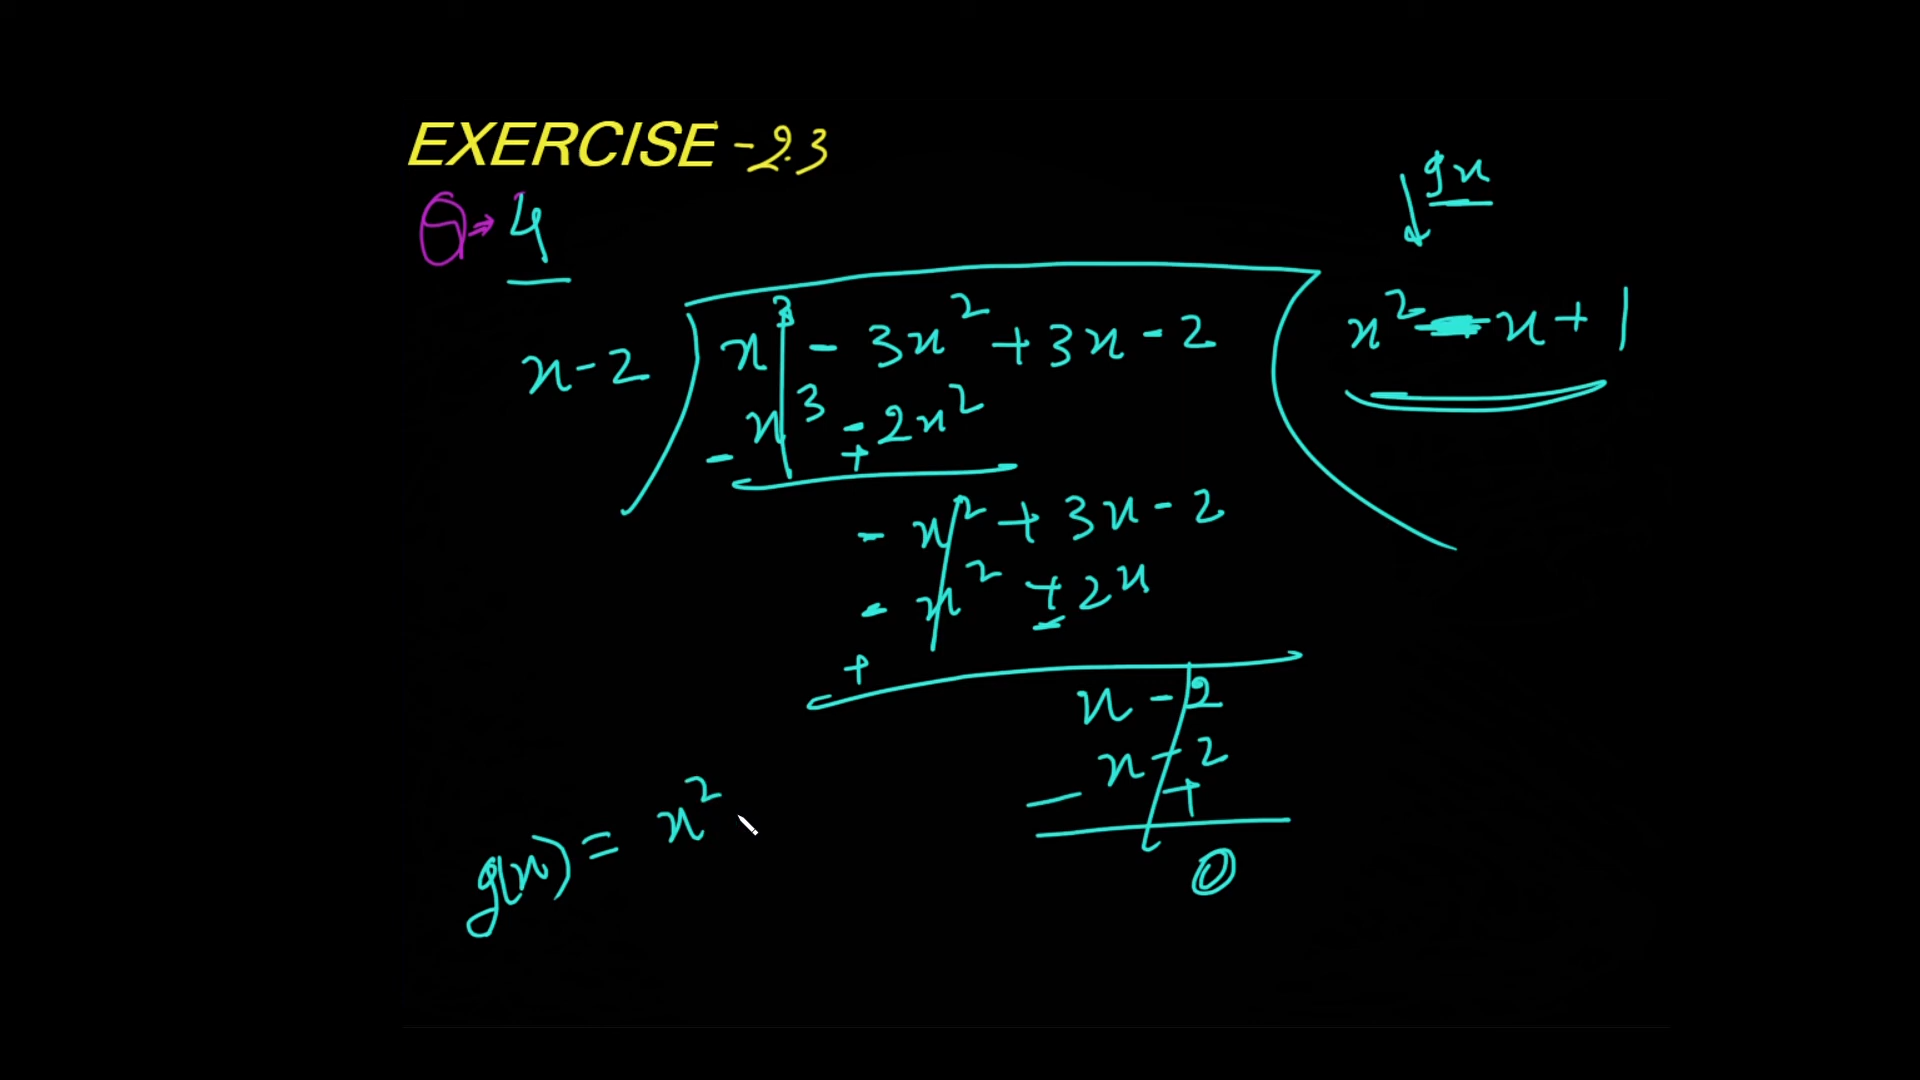 EXERCISE - 2.3
Q ⇒ 4
gx
x - 2 ) x³ - 3x² + 3x - 2 ( x² - x + 1
x³ - 2x²
- +
- x² + 3x - 2
- x² + 2x
+ -
x - 2
x - 2
- +
0
g(x) = x²